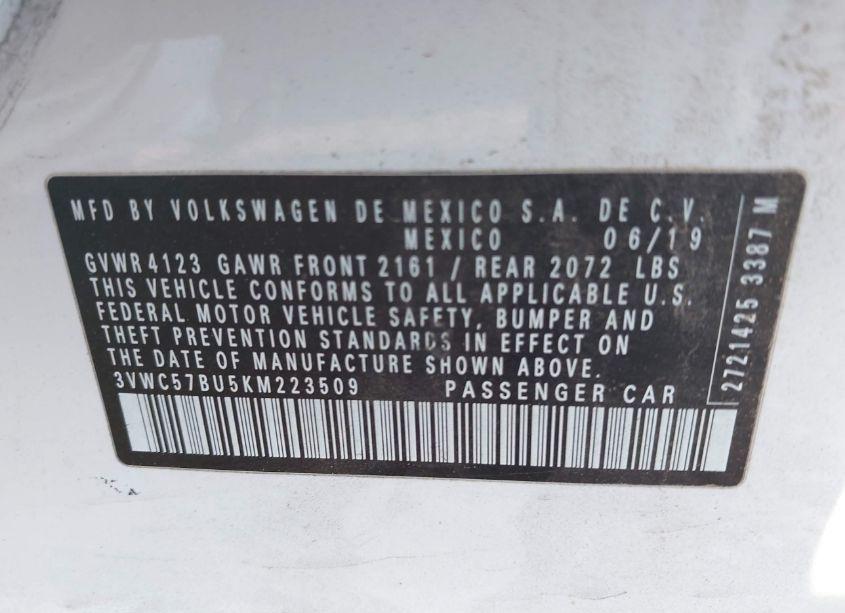 MFD BY VOLKSWAGEN DE MEXICO S.A. DE C.V.
MEXICO 06/19
GVWR 4123 GAWR FRONT 2161 / REAR 2072 LBS
THIS VEHICLE CONFORMS TO ALL APPLICABLE U.S.
FEDERAL MOTOR VEHICLE SAFETY, BUMPER AND
THEFT PREVENTION STANDARDS IN EFFECT ON
THE DATE OF MANUFACTURE SHOWN ABOVE.
3VWC57BU5KM223509 PASSENGER CAR
2721425 3387 M